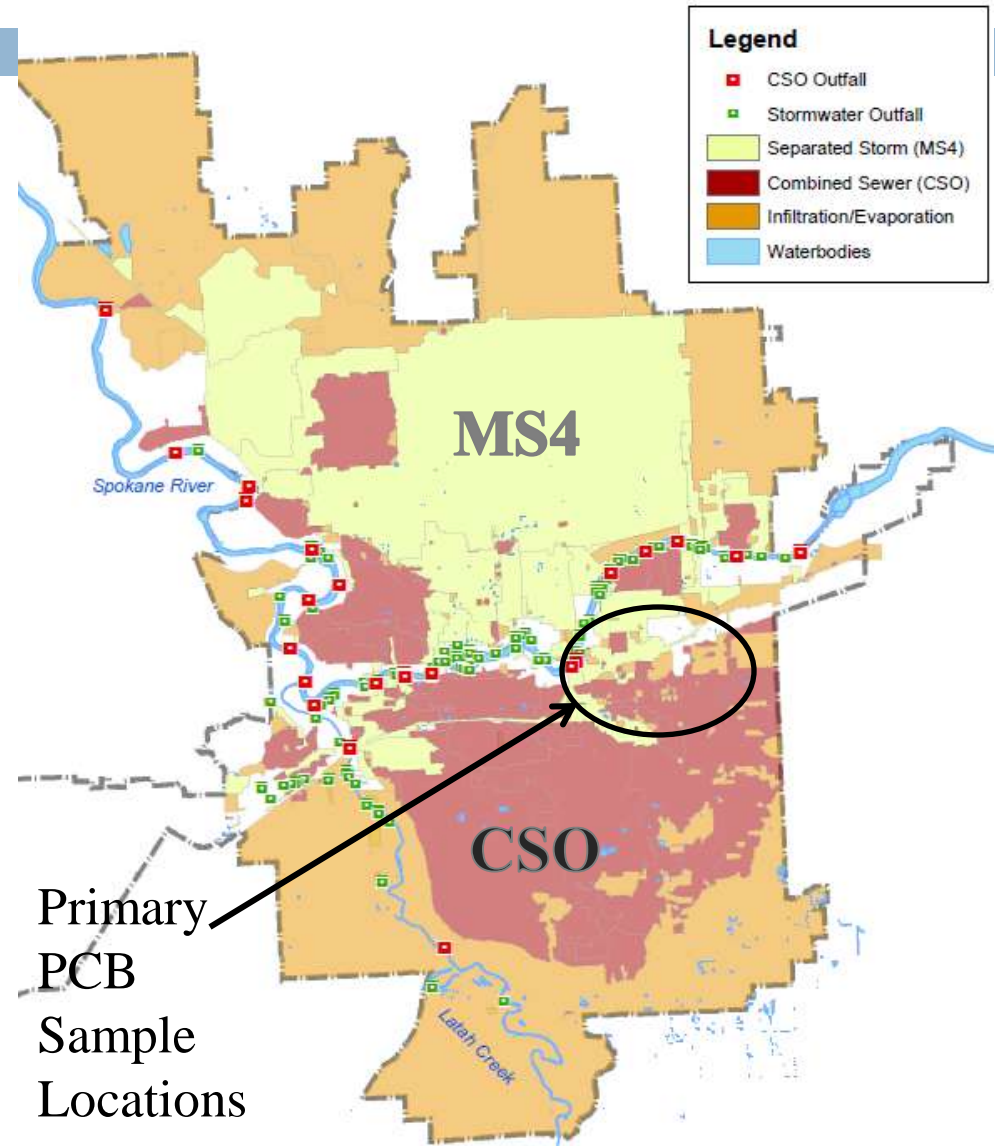 Legend
CSO Outfall
Stormwater Outfall
Separated Storm (MS4)
Combined Sewer (CSO)
Infiltration/Evaporation
Waterbodies
MS4
Spokane River
CSO
Primary
PCB
Sample
Locations
Latah Creek